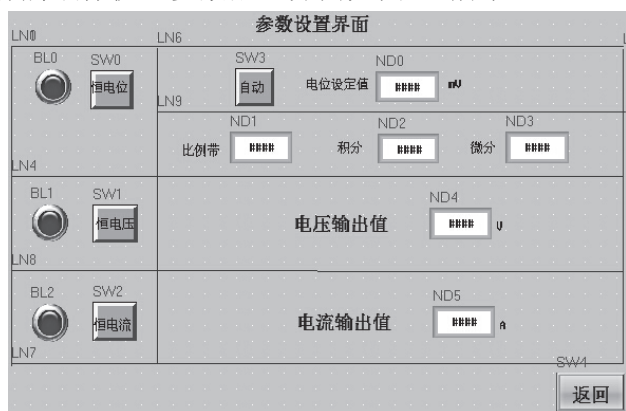 参数设置界面
LN6
BL0 SW0 SW3 ND0
恒电位 自动 电位设定值 #### mV
LN9
ND1 ND2 ND3
比例带 #### 积分 #### 微分 ####
LN4
BL1 SW1 ND4
恒电压 电压输出值 #### V
LN8
BL2 SW2 ND5
恒电流 电流输出值 #### A
LN7
SW4
返回